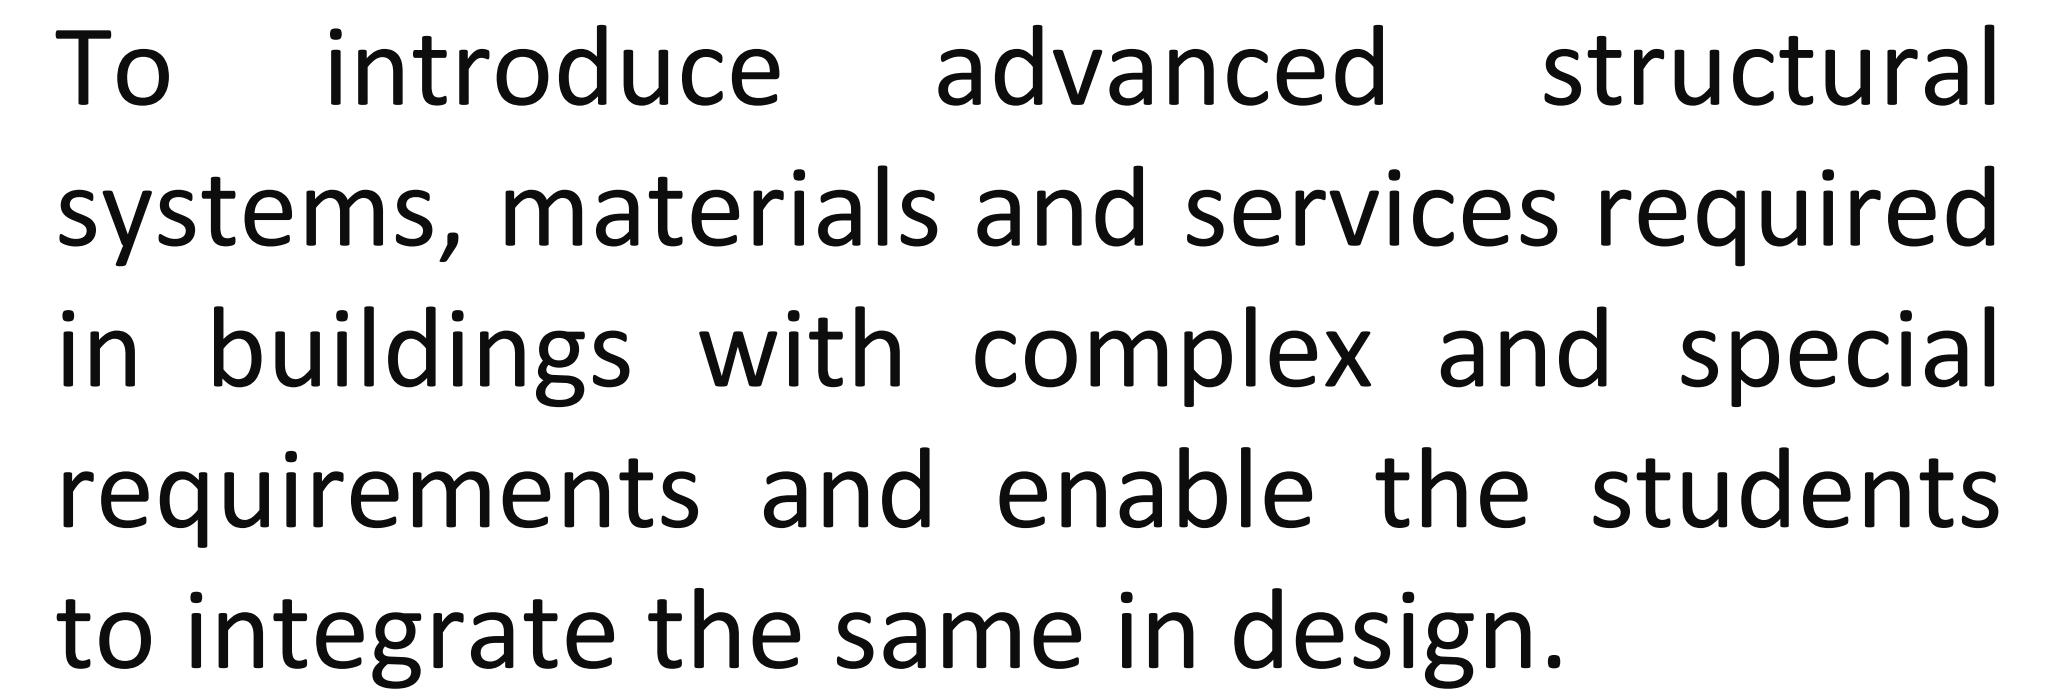 To introduce advanced structural
systems, materials and services required
in buildings with complex and special
requirements and enable the students
to integrate the same in design.